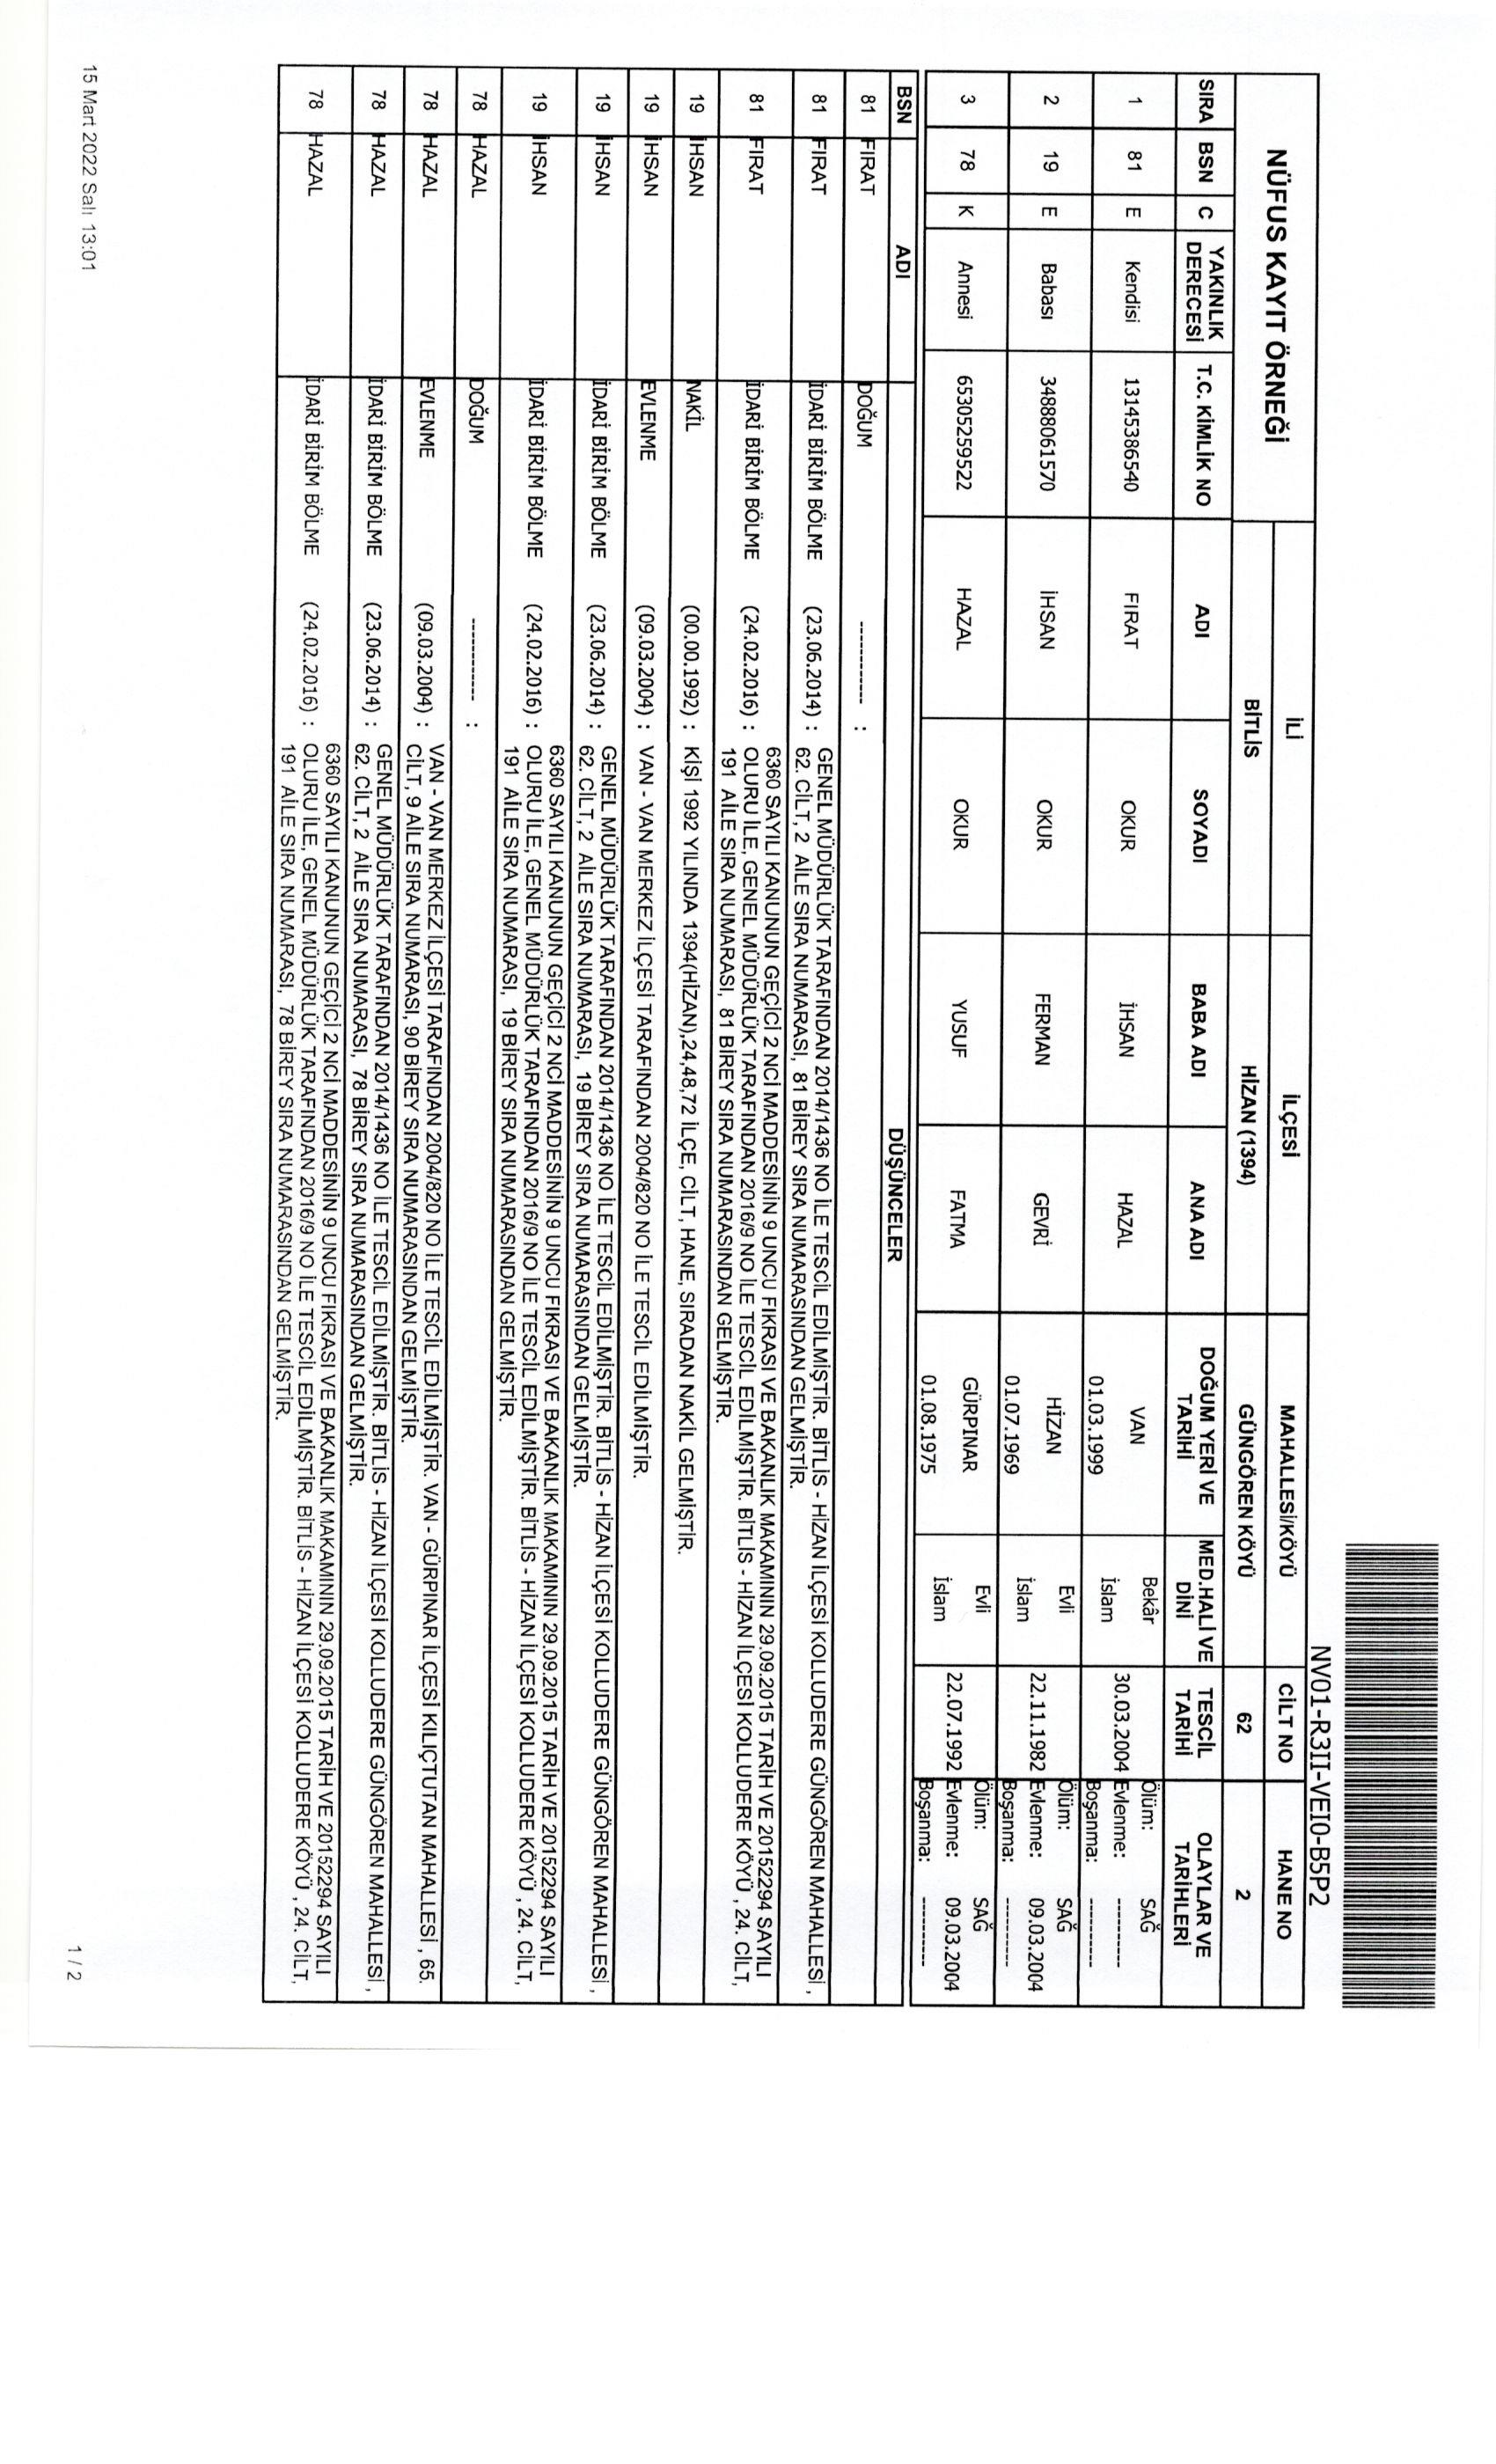 NV01-R3II-VEI0-B5P2
NÜFUS KAYIT ÖRNEĞİ
İLİ İLÇESİ MAHALLESİ/KÖYÜ CİLT NO HANE NO
BİTLİS HİZAN (1394) GÜNGÖREN KÖYÜ 62 2
SIRA BSN C YAKINLIK DERECESİ T.C. KİMLİK NO ADI SOYADI BABA ADI ANA ADI DOĞUM YERİ VE TARİHİ MED.HALİ VE DİNİ TESCİL TARİHİ OLAYLAR VE TARİHLERİ
1 81 E Kendisi 13145386540 FIRAT OKUR İHSAN HAZAL VAN 01.03.1999 Bekâr İslam 30.03.2004 Ölüm: SAĞ
Evlenme: ----------
Boşanma: ----------
2 19 E Babası 34888061570 İHSAN OKUR FERMAN GEVRİ HİZAN 01.07.1969 Evli İslam 22.11.1982 Ölüm: SAĞ
Evlenme: 09.03.2004
Boşanma: ----------
3 78 K Annesi 65305259522 HAZAL OKUR YUSUF FATMA GÜRPINAR 01.08.1975 Evli İslam 22.07.1992 Ölüm: SAĞ
Evlenme: 09.03.2004
Boşanma: ----------
BSN ADI DÜŞÜNCELER
81 FIRAT DOĞUM ------------ :
81 FIRAT İDARİ BİRİM BÖLME (23.06.2014) : GENEL MÜDÜRLÜK TARAFINDAN 2014/1436 NO İLE TESCİL EDİLMİŞTİR. BİTLİS - HİZAN İLÇESİ KOLLUDERE GÜNGÖREN MAHALLESİ ,
62. CİLT, 2 AİLE SIRA NUMARASI, 81 BİREY SIRA NUMARASINDAN GELMİŞTİR.
81 FIRAT İDARİ BİRİM BÖLME (24.02.2016) : 6360 SAYILI KANUNUN GEÇİCİ 2 NCİ MADDESİNİN 9 UNCU FIKRASI VE BAKANLIK MAKAMININ 29.09.2015 TARİH VE 20152294 SAYILI
OLURU İLE, GENEL MÜDÜRLÜK TARAFINDAN 2016/9 NO İLE TESCİL EDİLMİŞTİR. BİTLİS - HİZAN İLÇESİ KOLLUDERE KÖYÜ , 24. CİLT,
191 AİLE SIRA NUMARASI, 81 BİREY SIRA NUMARASINDAN GELMİŞTİR.
19 İHSAN NAKİL (00.00.1992) : KİŞİ 1992 YILINDA 1394(HİZAN),24,48,72 İLÇE, CİLT, HANE, SIRADAN NAKİL GELMİŞTİR.
19 İHSAN EVLENME (09.03.2004) : VAN - VAN MERKEZ İLÇESİ TARAFINDAN 2004/820 NO İLE TESCİL EDİLMİŞTİR.
19 İHSAN İDARİ BİRİM BÖLME (23.06.2014) : GENEL MÜDÜRLÜK TARAFINDAN 2014/1436 NO İLE TESCİL EDİLMİŞTİR. BİTLİS - HİZAN İLÇESİ KOLLUDERE GÜNGÖREN MAHALLESİ ,
62. CİLT, 2 AİLE SIRA NUMARASI, 19 BİREY SIRA NUMARASINDAN GELMİŞTİR.
19 İHSAN İDARİ BİRİM BÖLME (24.02.2016) : 6360 SAYILI KANUNUN GEÇİCİ 2 NCİ MADDESİNİN 9 UNCU FIKRASI VE BAKANLIK MAKAMININ 29.09.2015 TARİH VE 20152294 SAYILI
OLURU İLE, GENEL MÜDÜRLÜK TARAFINDAN 2016/9 NO İLE TESCİL EDİLMİŞTİR. BİTLİS - HİZAN İLÇESİ KOLLUDERE KÖYÜ , 24. CİLT,
191 AİLE SIRA NUMARASI, 19 BİREY SIRA NUMARASINDAN GELMİŞTİR.
78 HAZAL DOĞUM ------------ :
78 HAZAL EVLENME (09.03.2004) : VAN - VAN MERKEZ İLÇESİ TARAFINDAN 2004/820 NO İLE TESCİL EDİLMİŞTİR. VAN - GÜRPINAR İLÇESİ KILIÇTUTAN MAHALLESİ , 65.
CİLT, 9 AİLE SIRA NUMARASI, 90 BİREY SIRA NUMARASINDAN GELMİŞTİR.
78 HAZAL İDARİ BİRİM BÖLME (23.06.2014) : GENEL MÜDÜRLÜK TARAFINDAN 2014/1436 NO İLE TESCİL EDİLMİŞTİR. BİTLİS - HİZAN İLÇESİ KOLLUDERE GÜNGÖREN MAHALLESİ ,
62. CİLT, 2 AİLE SIRA NUMARASI, 78 BİREY SIRA NUMARASINDAN GELMİŞTİR.
78 HAZAL İDARİ BİRİM BÖLME (24.02.2016) : 6360 SAYILI KANUNUN GEÇİCİ 2 NCİ MADDESİNİN 9 UNCU FIKRASI VE BAKANLIK MAKAMININ 29.09.2015 TARİH VE 20152294 SAYILI
OLURU İLE, GENEL MÜDÜRLÜK TARAFINDAN 2016/9 NO İLE TESCİL EDİLMİŞTİR. BİTLİS - HİZAN İLÇESİ KOLLUDERE KÖYÜ , 24. CİLT,
191 AİLE SIRA NUMARASI, 78 BİREY SIRA NUMARASINDAN GELMİŞTİR.
15 Mart 2022 Salı 13:01
1 / 2